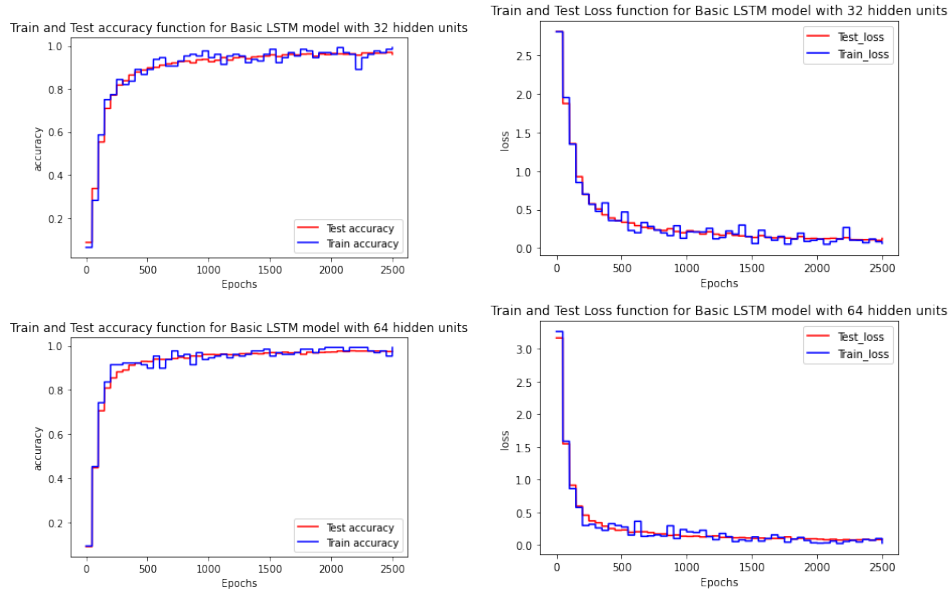 Train and Test accuracy function for Basic LSTM model with 32 hidden units
1.0
0.8
0.6
0.4
0.2
accuracy
Test accuracy
Train accuracy
0 500 1000 1500 2000 2500
Epochs
Train and Test Loss function for Basic LSTM model with 32 hidden units
2.5
2.0
1.5
1.0
0.5
0.0
loss
Test_loss
Train_loss
0 500 1000 1500 2000 2500
Epochs
Train and Test accuracy function for Basic LSTM model with 64 hidden units
1.0
0.8
0.6
0.4
0.2
accuracy
Test accuracy
Train accuracy
0 500 1000 1500 2000 2500
Epochs
Train and Test Loss function for Basic LSTM model with 64 hidden units
3.0
2.5
2.0
1.5
1.0
0.5
0.0
loss
Test_loss
Train_loss
0 500 1000 1500 2000 2500
Epochs